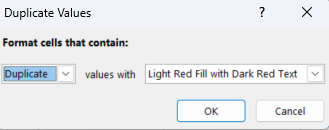 Duplicate Values ? X
Format cells that contain:
Duplicate values with Light Red Fill with Dark Red Text
OK Cancel